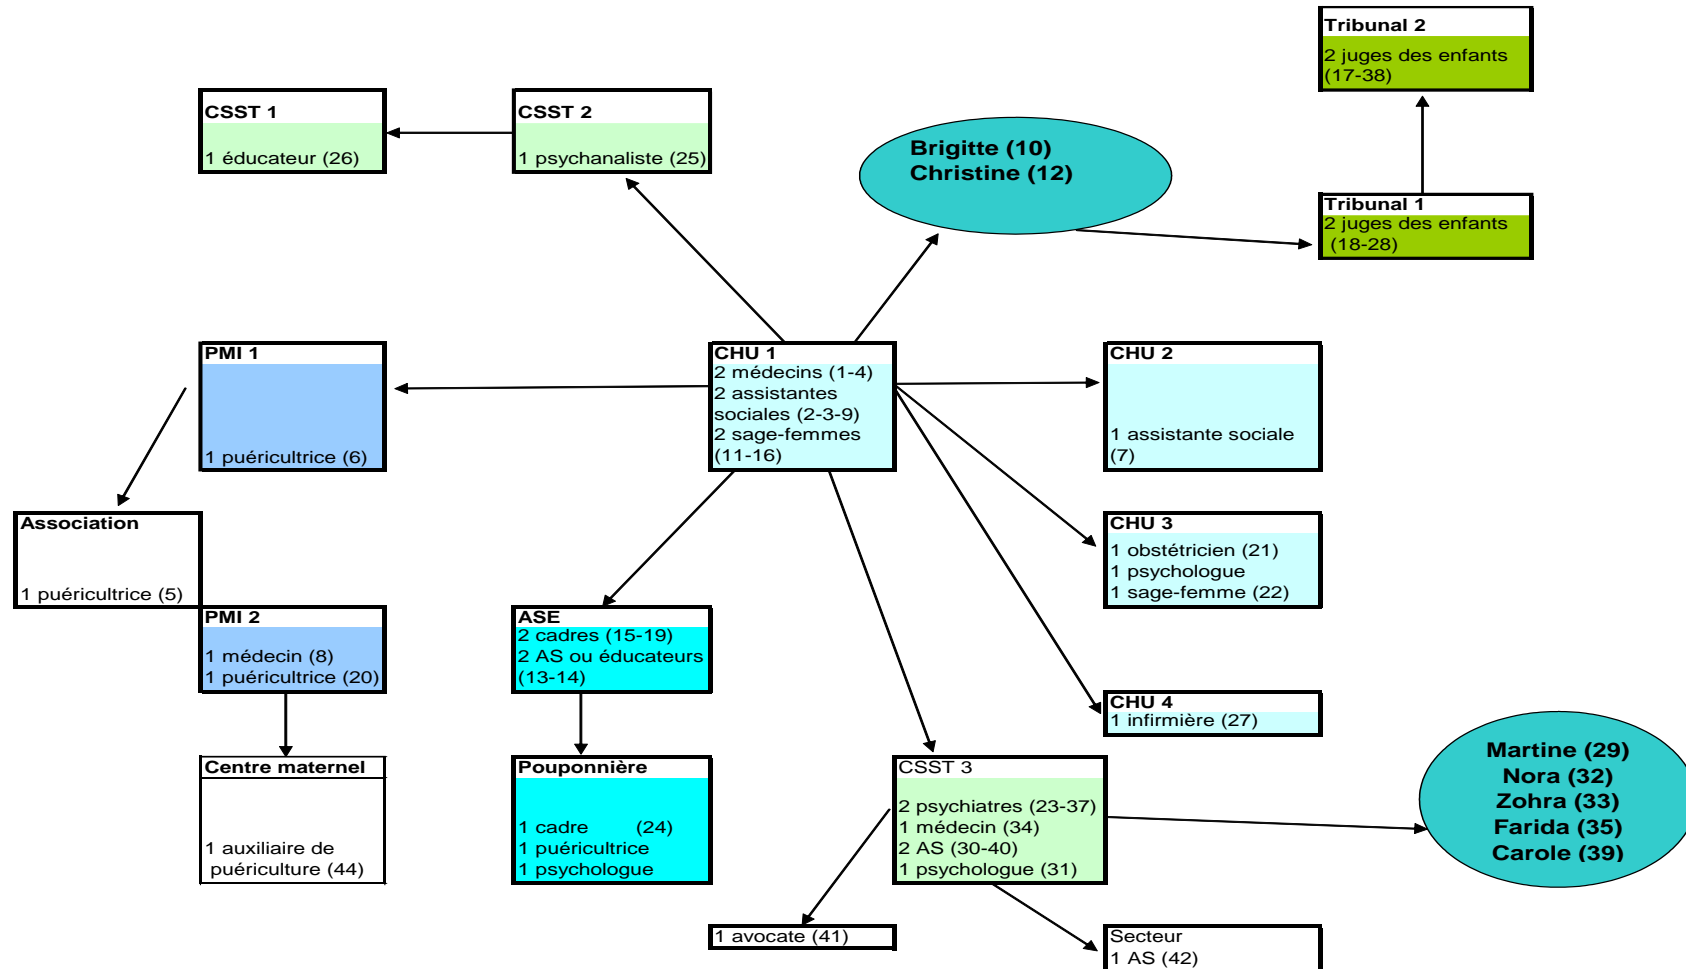 Tribunal 2
2 juges des enfants
(17-38)
CSST 1
1 éducateur (26)
CSST 2
1 psychanaliste (25)
Brigitte (10)
Christine (12)
Tribunal 1
2 juges des enfants
(18-28)
PMI 1
1 puéricultrice (6)
CHU 1
2 médecins (1-4)
2 assistantes
sociales (2-3-9)
2 sage-femmes
(11-16)
CHU 2
1 assistante sociale
(7)
Association
1 puéricultrice (5)
CHU 3
1 obstétricien (21)
1 psychologue
1 sage-femme (22)
PMI 2
1 médecin (8)
1 puéricultrice (20)
ASE
2 cadres (15-19)
2 AS ou éducateurs
(13-14)
CHU 4
1 infirmière (27)
Centre maternel
1 auxiliaire de
puériculture (44)
Pouponnière
1 cadre (24)
1 puéricultrice
1 psychologue
CSST 3
2 psychiatres (23-37)
1 médecin (34)
2 AS (30-40)
1 psychologue (31)
Martine (29)
Nora (32)
Zohra (33)
Farida (35)
Carole (39)
1 avocate (41)
Secteur
1 AS (42)